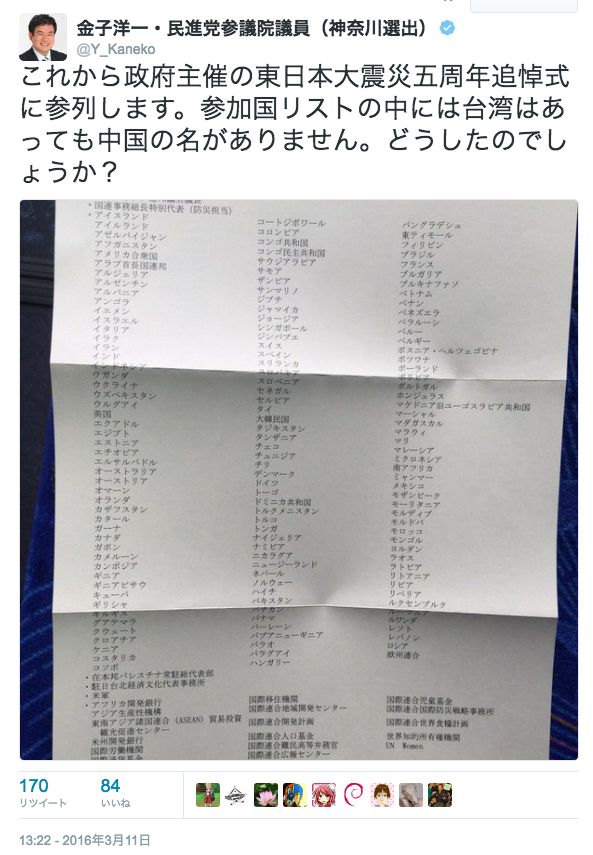 金子洋一・民進党参議院議員（神奈川選出）
@Y_Kaneko
これから政府主催の東日本大震災五周年追悼式
に参列します。参加国リストの中には台湾はあ
っても中国の名がありません。どうしたのでし
ょうか？
・国連事務総長特別代表（防災担当）
・アイスランド
アイルランド
アゼルバイジャン
アフガニスタン
アメリカ合衆国
アラブ首長国連邦
アルジェリア
アルゼンチン
アルバニア
アンゴラ
イエメン
イスラエル
イタリア
イラク
イラン
インド
インドネシア
ウガンダ
ウクライナ
ウズベキスタン
ウルグアイ
英国
エクアドル
エジプト
エストニア
エチオピア
エルサルバドル
オーストラリア
オーストリア
オマーン
オランダ
カザフスタン
カタール
ガーナ
カナダ
ガボン
カメルーン
カンボジア
ギニア
ギニアビサウ
キューバ
ギリシャ
キルギス
グアテマラ
クウェート
クロアチア
ケニア
コスタリカ
コソボ
コートジボワール
コロンビア
コンゴ共和国
コンゴ民主共和国
サウジアラビア
サモア
ザンビア
サンマリノ
ジブチ
ジャマイカ
ジョージア
シンガポール
ジンバブエ
スイス
スペイン
スリランカ
スロバキア
スロベニア
セネガル
セルビア
タイ
大韓民国
タジキスタン
タンザニア
チェコ
チュニジア
チリ
デンマーク
ドイツ
トーゴ
ドミニカ共和国
トルクメニスタン
トルコ
トンガ
ナイジェリア
ナミビア
ニカラグア
ニュージーランド
ネパール
ノルウェー
ハイチ
パキスタン
バチカン
パナマ
バーレーン
パプアニューギニア
パラオ
パラグアイ
ハンガリー
バングラデシュ
東ティモール
フィリピン
ブラジル
フランス
ブルガリア
ブルキナファソ
ベトナム
ベナン
ベネズエラ
ベラルーシ
ペルー
ベルギー
ボスニア・ヘルツェゴビナ
ボツワナ
ポーランド
ボリビア
ポルトガル
ホンジュラス
マケドニア旧ユーゴスラビア共和国
マーシャル
マダガスカル
マラウィ
マリ
マレーシア
ミクロネシア
南アフリカ
ミャンマー
メキシコ
モザンビーク
モーリタニア
モルディブ
モルドバ
モロッコ
モンゴル
ヨルダン
ラオス
ラトビア
リトアニア
リビア
リベリア
ルクセンブルク
ルーマニア
ルワンダ
レソト
レバノン
ロシア
欧州連合
・在本邦パレスチナ常駐総代表部
・駐日台北経済文化代表事務所
・米軍
・アフリカ開発銀行
アジア生産性機構
東南アジア諸国連合（ASEAN）貿易投資
観光促進センター
米州開発銀行
国際労働機関
国際移住機関
国際連合地域開発センター
国際連合開発計画
国際連合人口基金
国際連合難民高等弁務官
国際連合広報センター
国際連合児童基金
国際連合国際防災戦略事務所
国際連合世界食糧計画
世界知的所有権機関
UN Women
170
リツイート
84
いいね
13:22 - 2016年3月11日